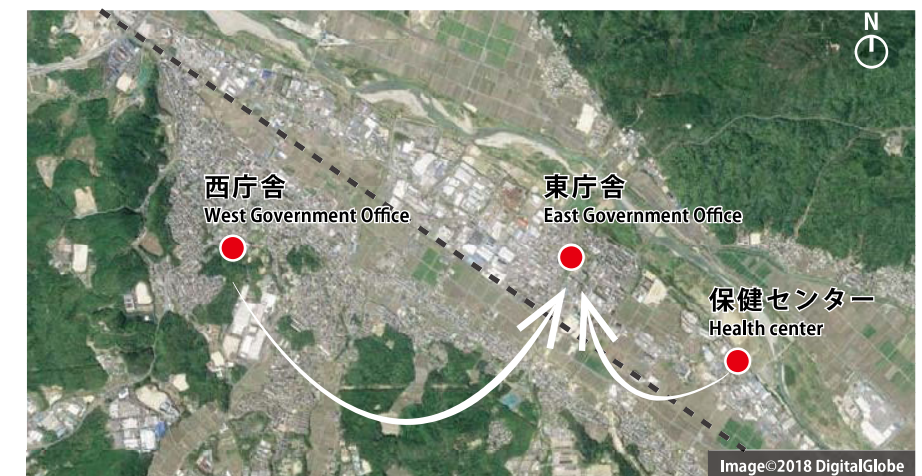 N
西庁舎
West Government Office
東庁舎
East Government Office
保健センター
Health center
Image©2018 DigitalGlobe